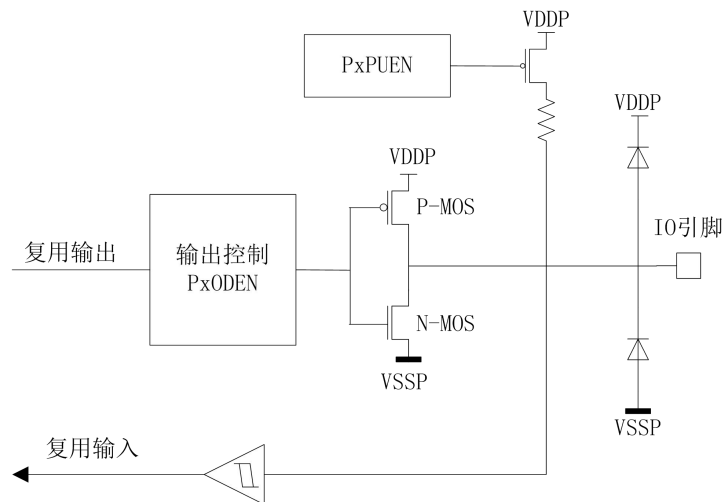 VDDP
PxPUEN
VDDP
VDDP
P-MOS
IO引脚
复用输出
输出控制
PxODEN
N-MOS
VSSP
VSSP
复用输入